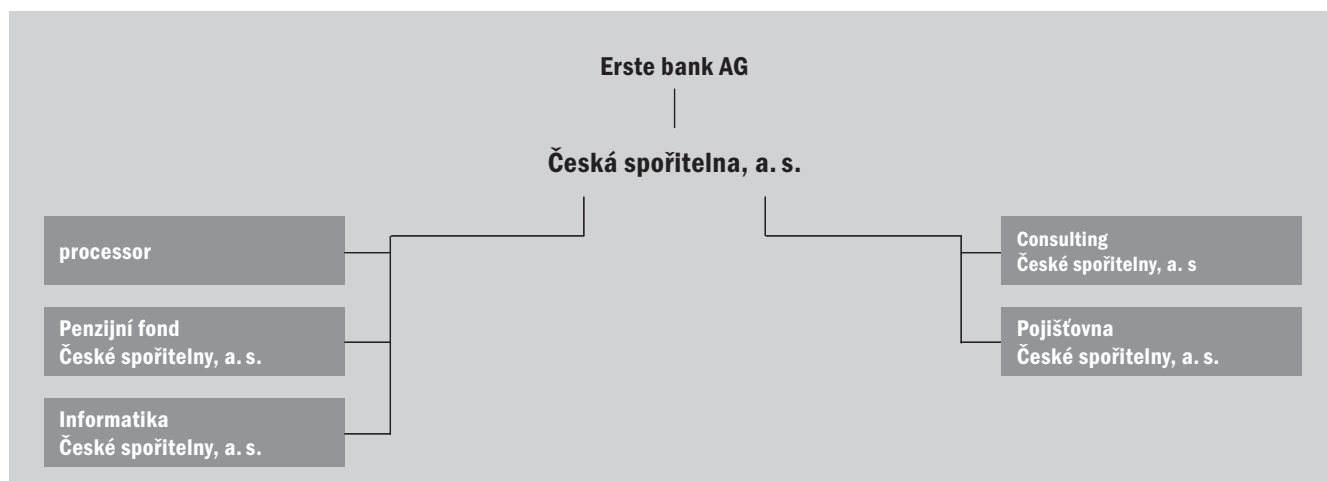 Erste bank AG
Česká spořitelna, a. s.
processor
Penzijní fond
České spořitelny, a. s.
Informatika
České spořitelny, a. s.
Consulting
České spořitelny, a. s
Pojišťovna
České spořitelny, a. s.